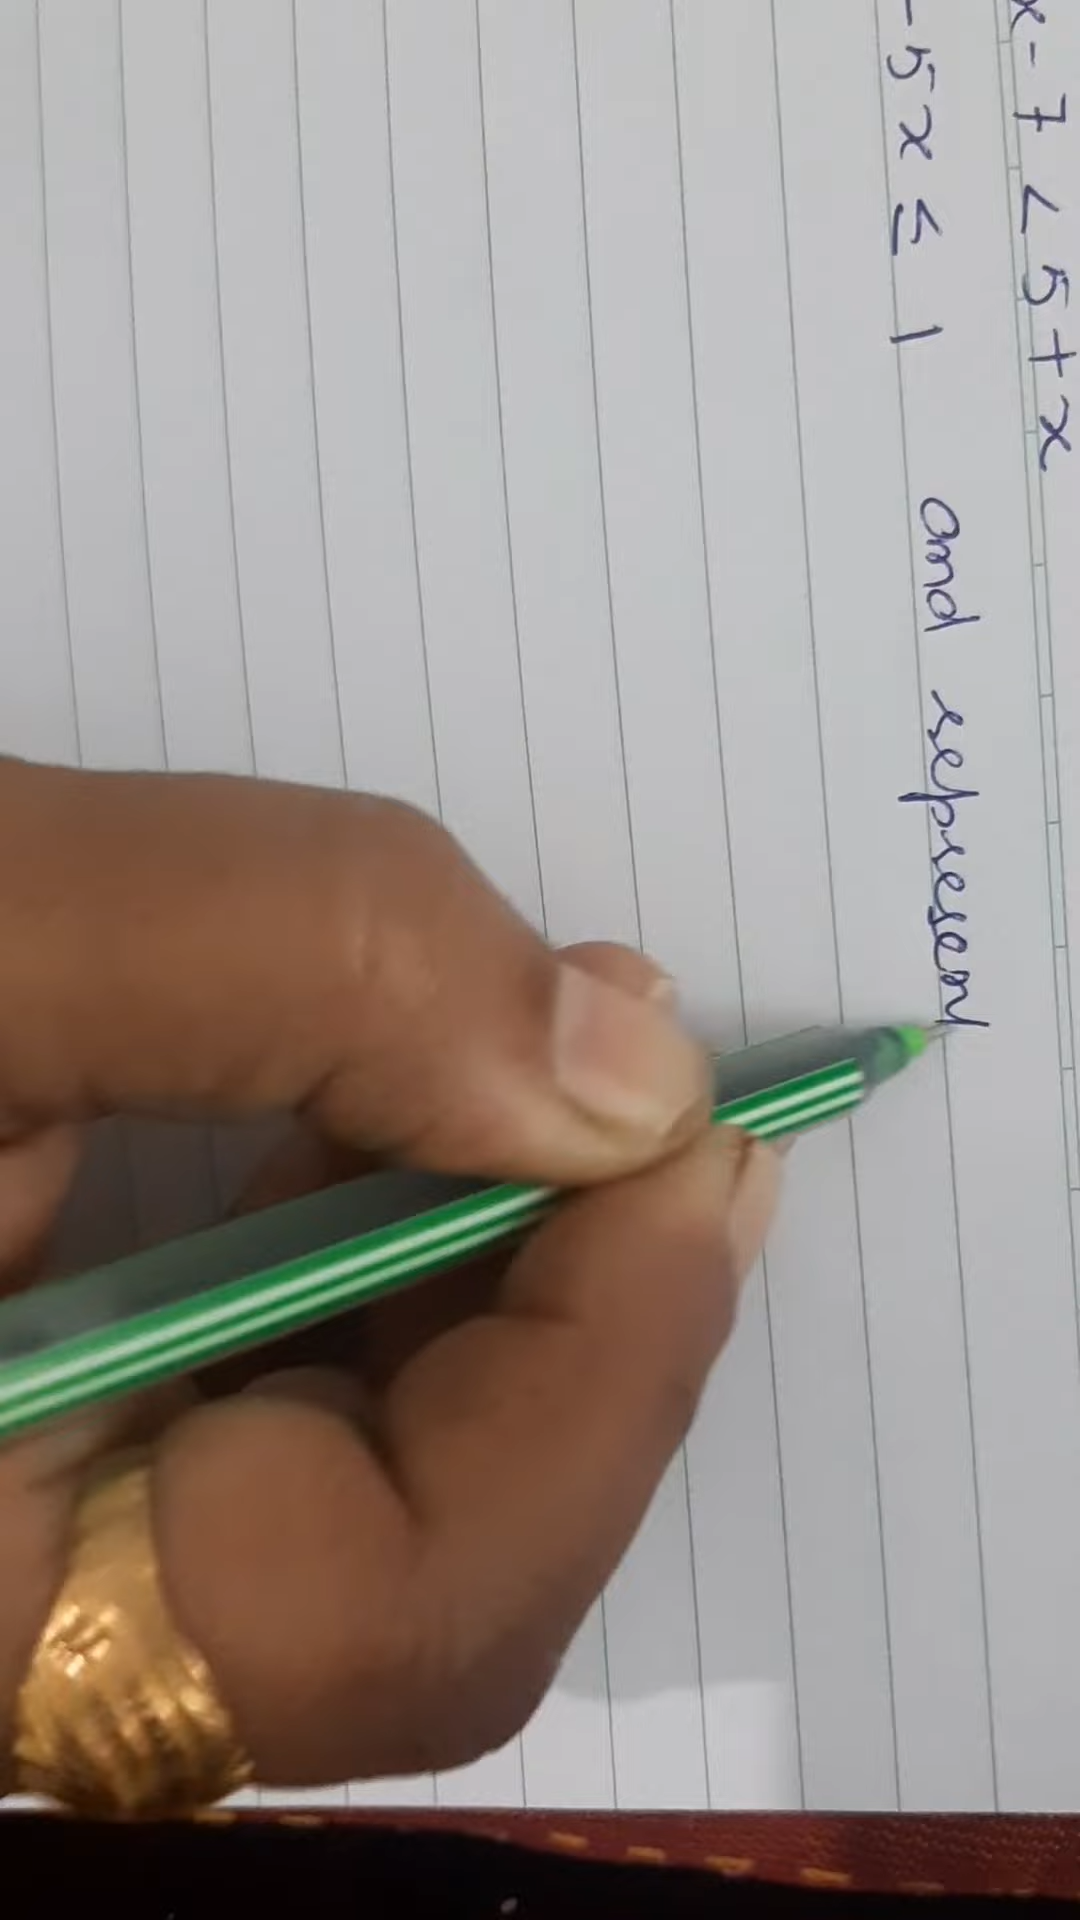 x - 7 < 5 + x
- 5x ≤ 1 and represent